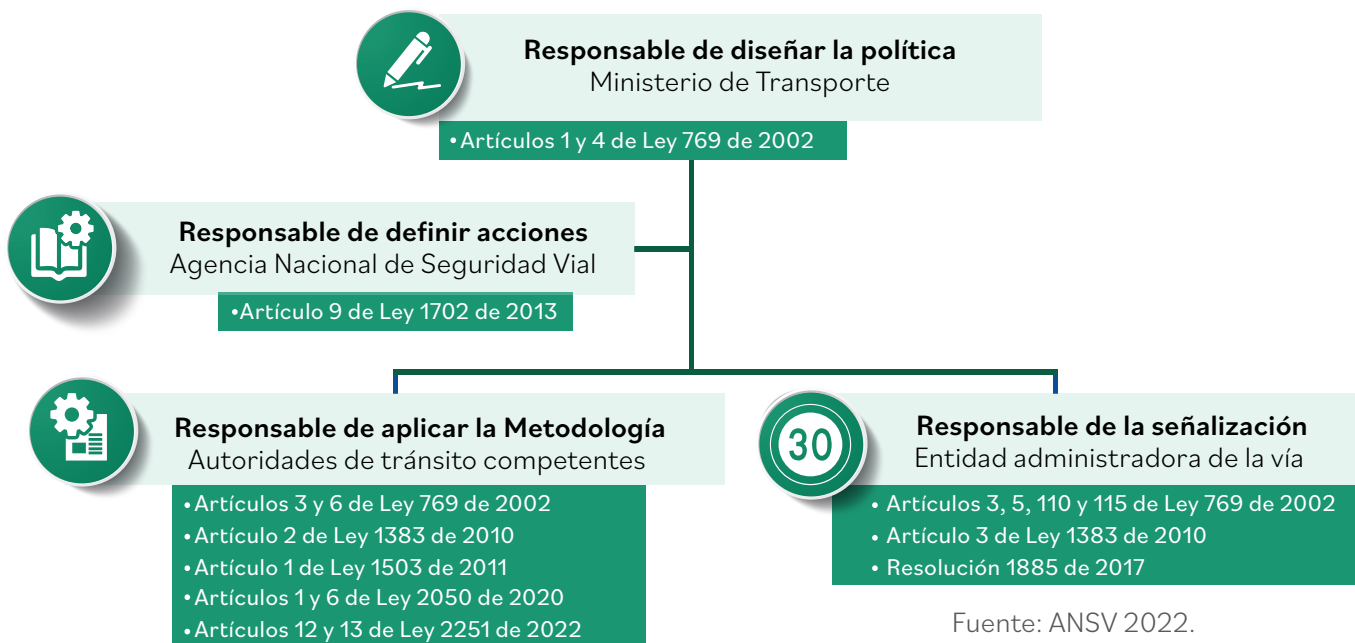 Responsable de diseñar la política
Ministerio de Transporte
•Artículos 1 y 4 de Ley 769 de 2002
Responsable de definir acciones
Agencia Nacional de Seguridad Vial
•Artículo 9 de Ley 1702 de 2013
Responsable de aplicar la Metodología
Autoridades de tránsito competentes
•Artículos 3 y 6 de Ley 769 de 2002
•Artículo 2 de Ley 1383 de 2010
•Artículo 1 de Ley 1503 de 2011
•Artículos 1 y 6 de Ley 2050 de 2020
•Artículos 12 y 13 de Ley 2251 de 2022
30
Responsable de la señalización
Entidad administradora de la vía
• Artículos 3, 5, 110 y 115 de Ley 769 de 2002
• Artículo 3 de Ley 1383 de 2010
• Resolución 1885 de 2017
Fuente: ANSV 2022.